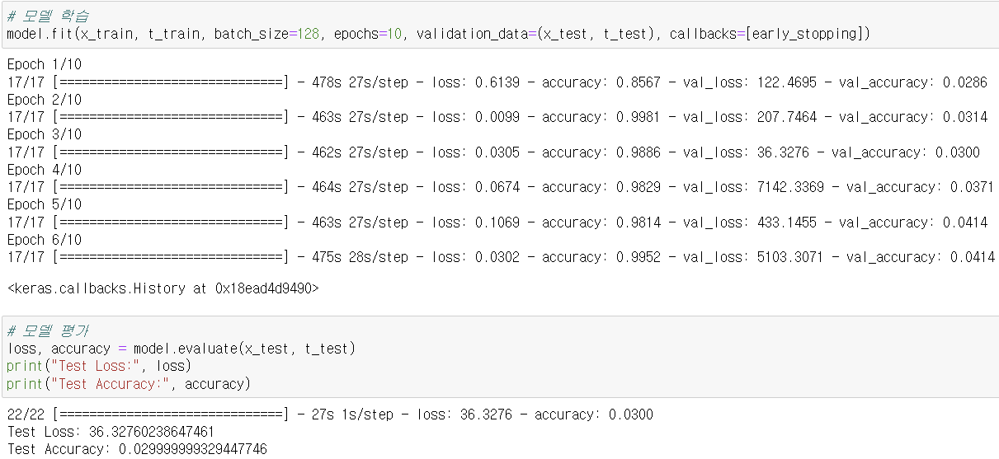 # 모델 학습
model.fit(x_train, t_train, batch_size=128, epochs=10, validation_data=(x_test, t_test), callbacks=[early_stopping])
Epoch 1/10
17/17 [==============================] - 478s 27s/step - loss: 0.6139 - accuracy: 0.8567 - val_loss: 122.4695 - val_accuracy: 0.0286
Epoch 2/10
17/17 [==============================] - 463s 27s/step - loss: 0.0099 - accuracy: 0.9981 - val_loss: 207.7464 - val_accuracy: 0.0314
Epoch 3/10
17/17 [==============================] - 462s 27s/step - loss: 0.0305 - accuracy: 0.9886 - val_loss: 36.3276 - val_accuracy: 0.0300
Epoch 4/10
17/17 [==============================] - 464s 27s/step - loss: 0.0674 - accuracy: 0.9829 - val_loss: 7142.3369 - val_accuracy: 0.0371
Epoch 5/10
17/17 [==============================] - 463s 27s/step - loss: 0.1069 - accuracy: 0.9814 - val_loss: 433.1455 - val_accuracy: 0.0414
Epoch 6/10
17/17 [==============================] - 475s 28s/step - loss: 0.0302 - accuracy: 0.9952 - val_loss: 5103.3071 - val_accuracy: 0.0414
<keras.callbacks.History at 0x18ead4d9490>
# 모델 평가
loss, accuracy = model.evaluate(x_test, t_test)
print("Test Loss:", loss)
print("Test Accuracy:", accuracy)
22/22 [==============================] - 27s 1s/step - loss: 36.3276 - accuracy: 0.0300
Test Loss: 36.32760238647461
Test Accuracy: 0.029999999329447746